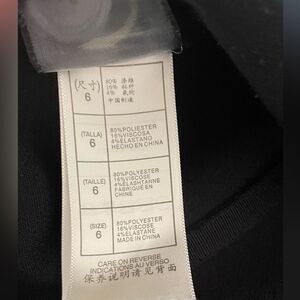 (尺寸)
6
80% 涤纶
16% 粘纤
4% 氨纶
中国制造
(TALLA)
6
80%POLIESTER
16%VISCOSA
4%ELASTANO
HECHO EN CHINA
(TAILLE)
6
80%POLYESTER
16%VISCOSE
4%ELASTHANNE
FABRIQUÉ EN
CHINE
(SIZE)
6
80%POLYESTER
16%VISCOSE
4%ELASTANE
MADE IN CHINA
CARE ON REVERSE
INDICATIONS AU VERSO
保养说明请见背面